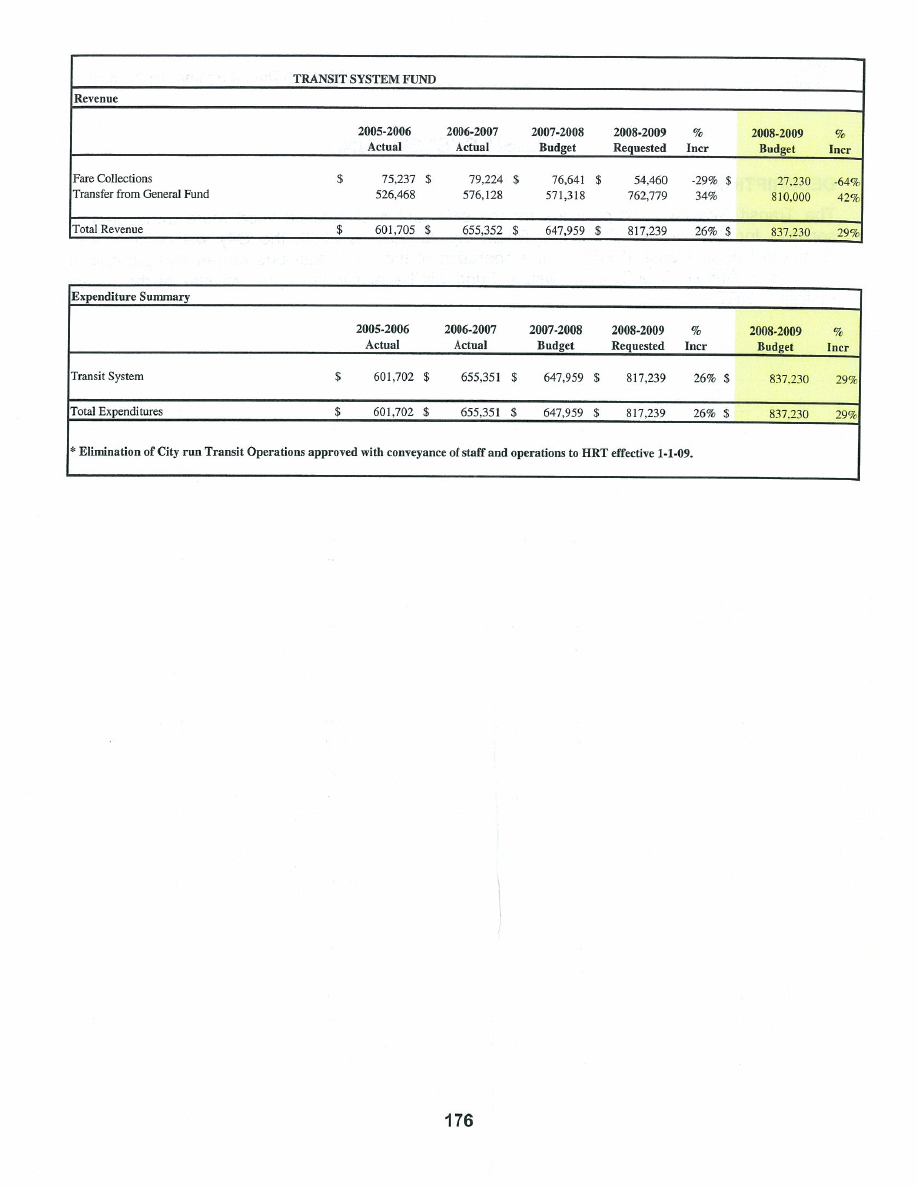 TRANSIT SYSTEM FUND
Revenue
2005-2006 2006-2007 2007-2008 2008-2009 % 2008-2009 %
Actual Actual Budget Requested Incr Budget Incr
Fare Collections $ 75,237 $ 79,224 $ 76,641 $ 54,460 -29% $ 27,230 -64%
Transfer from General Fund 526,468 576,128 571,318 762,779 34% 810,000 42%
Total Revenue $ 601,705 $ 655,352 $ 647,959 $ 817,239 26% $ 837,230 29%
Expenditure Summary
2005-2006 2006-2007 2007-2008 2008-2009 % 2008-2009 %
Actual Actual Budget Requested Incr Budget Incr
Transit System $ 601,702 $ 655,351 $ 647,959 $ 817,239 26% $ 837,230 29%
Total Expenditures $ 601,702 $ 655,351 $ 647,959 $ 817,239 26% $ 837,230 29%
* Elimination of City run Transit Operations approved with conveyance of staff and operations to HRT effective 1-1-09.
176